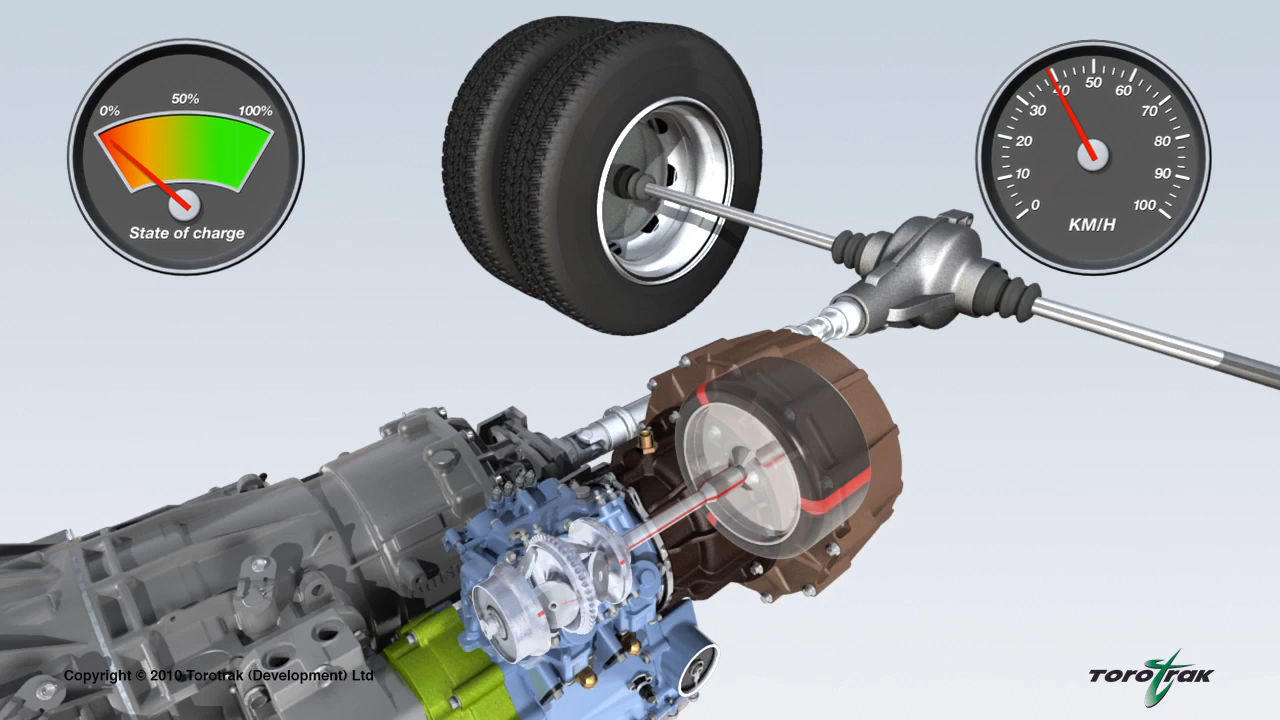 0% 50% 100%
State of charge
0 10 20 30 40 50 60 70 80 90 100
KM/H
Copyright © 2010 Torotrak (Development) Ltd
TOROTRAK